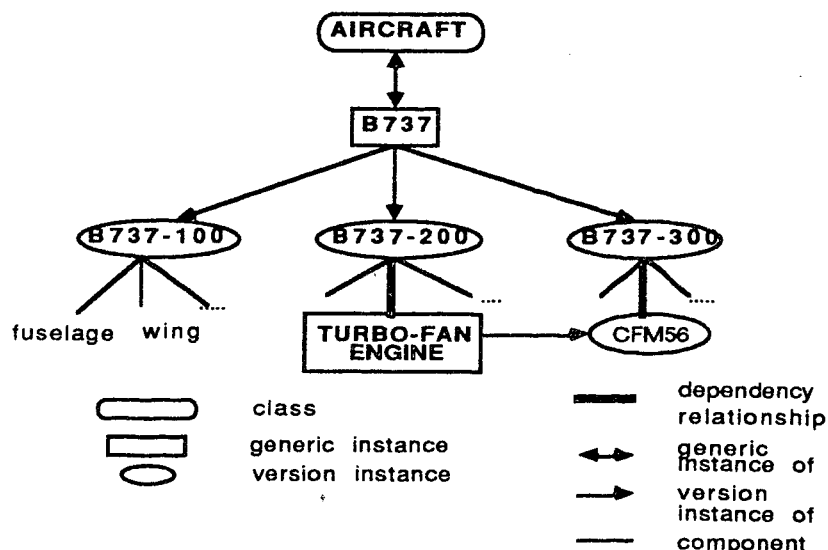 AIRCRAFT
B737
B737-100
B737-200
B737-300
.....
....
.....
fuselage
wing
TURBO-FAN
ENGINE
CFM56
class
generic instance
version instance
dependency
relationship
generic
instance of
version
instance of
component